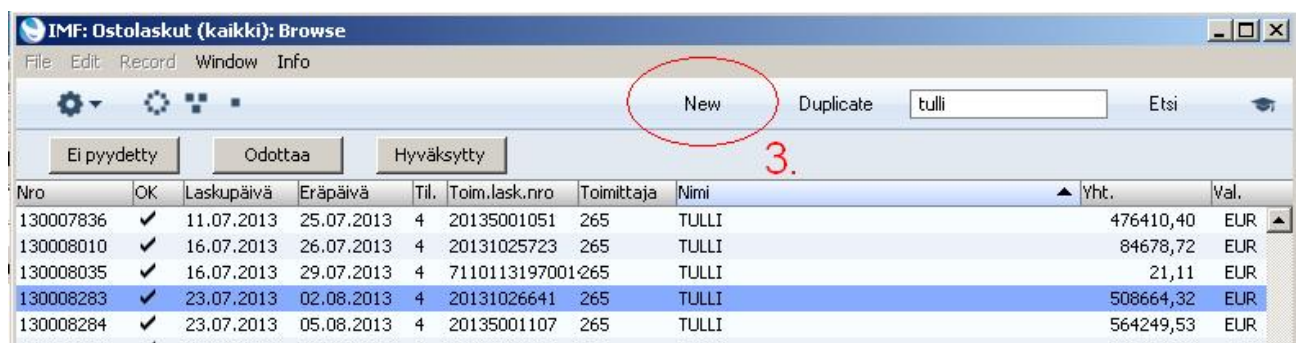 IMF: Ostolaskut (kaikki): Browse
File Edit Record Window Info
New Duplicate tulli Etsi
Ei pyydetty Odottaa Hyväksytty 3.
Nro OK Laskupäivä Eräpäivä Til. Toim.lask.nro Toimittaja Nimi Yht. Val.
130007836 ✔ 11.07.2013 25.07.2013 4 20135001051 265 TULLI 476410,40 EUR
130008010 ✔ 16.07.2013 26.07.2013 4 20131025723 265 TULLI 84678,72 EUR
130008035 ✔ 16.07.2013 29.07.2013 4 7110113197001 265 TULLI 21,11 EUR
130008283 ✔ 23.07.2013 02.08.2013 4 20131026641 265 TULLI 508664,32 EUR
130008284 ✔ 23.07.2013 05.08.2013 4 20135001107 265 TULLI 564249,53 EUR